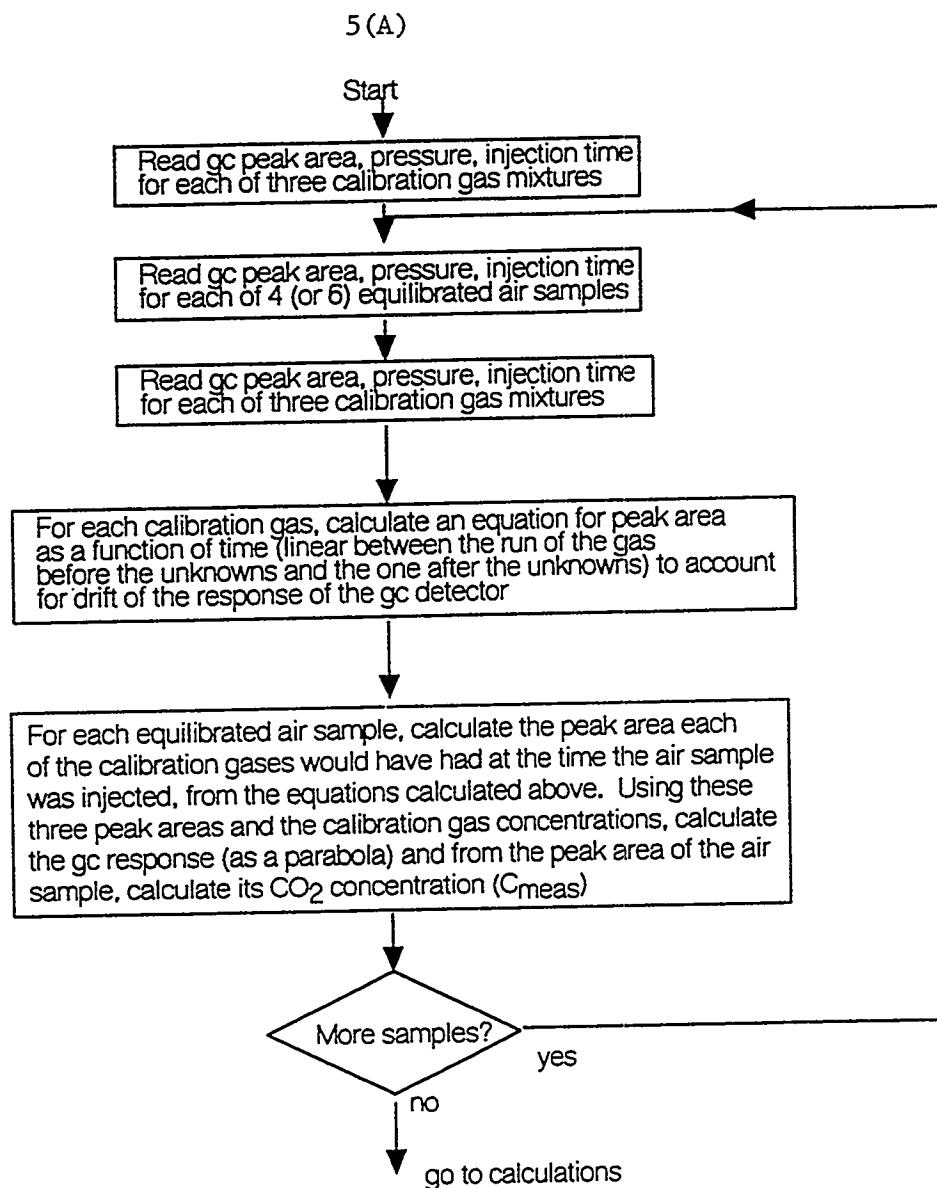 5(A)
Start
Read gc peak area, pressure, injection time
for each of three calibration gas mixtures
Read gc peak area, pressure, injection time
for each of 4 (or 6) equilibrated air samples
Read gc peak area, pressure, injection time
for each of three calibration gas mixtures
For each calibration gas, calculate an equation for peak area
as a function of time (linear between the run of the gas
before the unknowns and the one after the unknowns) to account
for drift of the response of the gc detector
For each equilibrated air sample, calculate the peak area each
of the calibration gases would have had at the time the air sample
was injected, from the equations calculated above. Using these
three peak areas and the calibration gas concentrations, calculate
the gc response (as a parabola) and from the peak area of the air
sample, calculate its CO2 concentration (Cmeas)
More samples?
yes
no
go to calculations